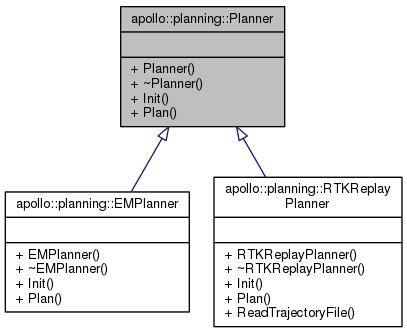 apollo::planning::Planner
+ Planner()
+ ~Planner()
+ Init()
+ Plan()
apollo::planning::EMPlanner
+ EMPlanner()
+ ~EMPlanner()
+ Init()
+ Plan()
apollo::planning::RTKReplay
Planner
+ RTKReplayPlanner()
+ ~RTKReplayPlanner()
+ Init()
+ Plan()
+ ReadTrajectoryFile()